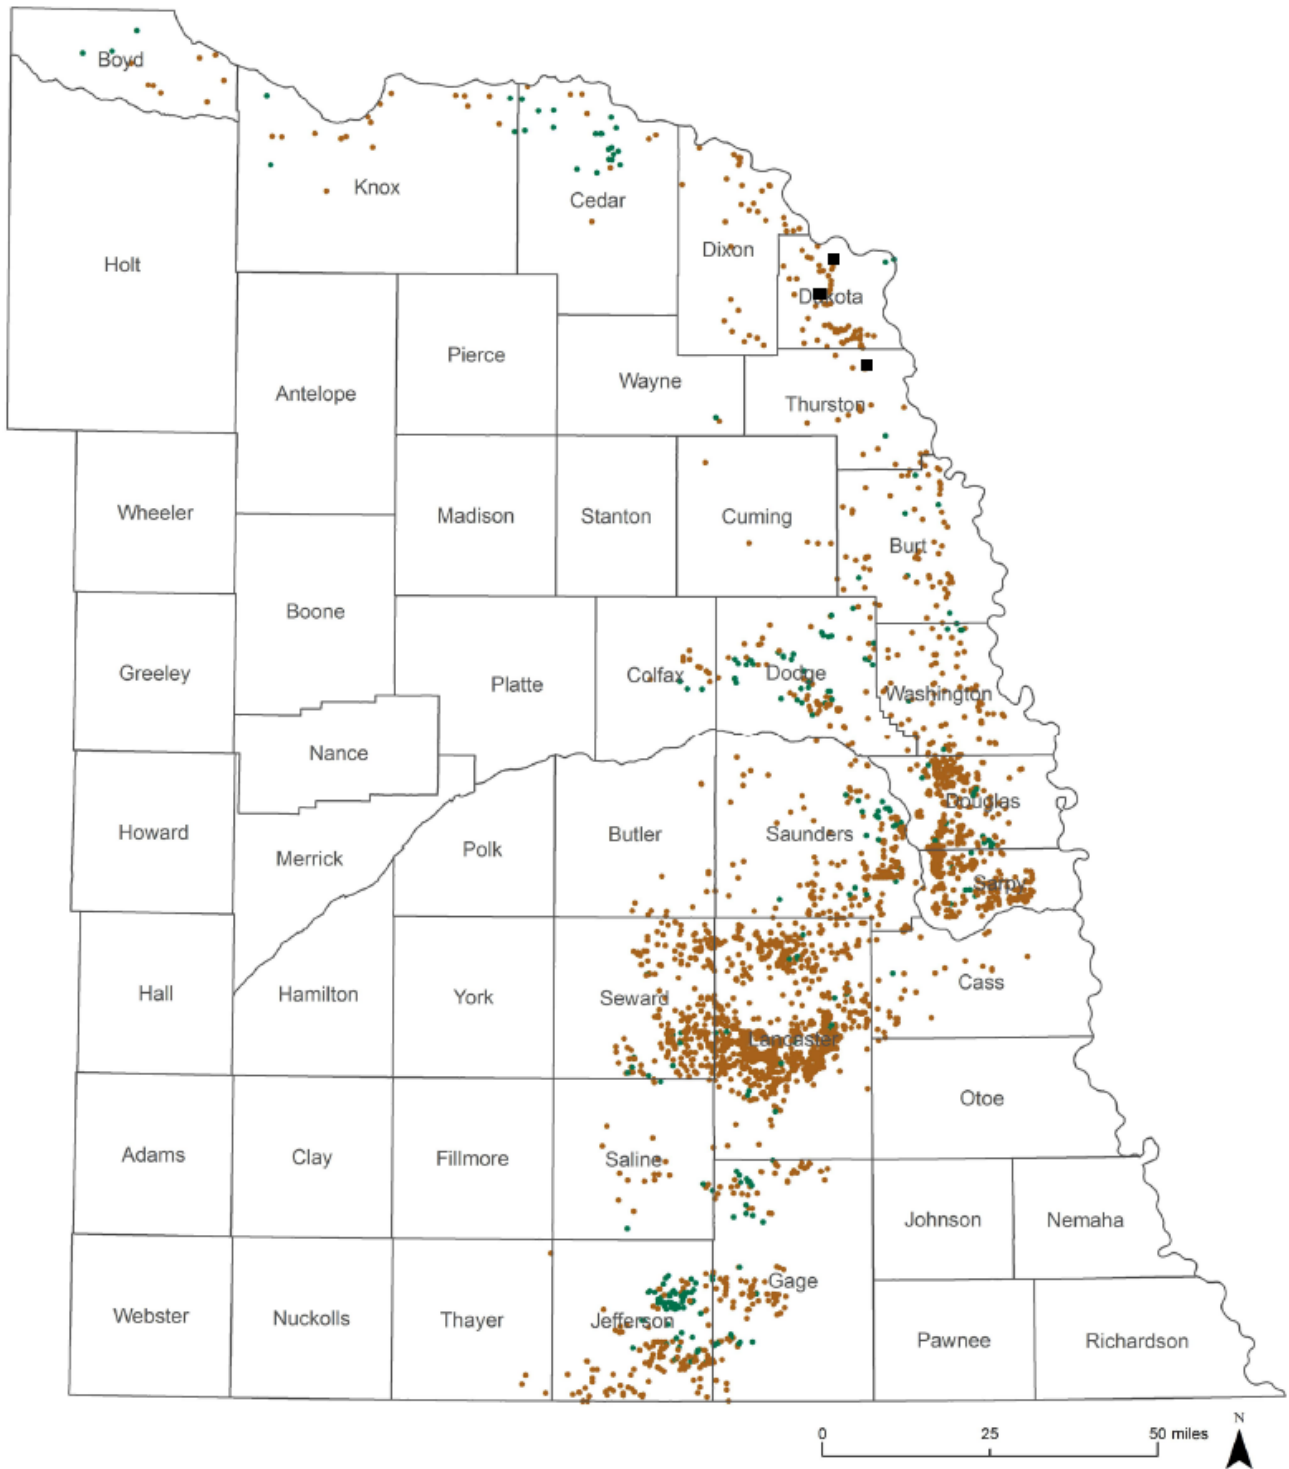 Boyd
Knox
Cedar
Holt
Dixon
Dakota
Pierce
Wayne
Antelope
Thurston
Wheeler
Madison
Stanton
Cuming
Burt
Boone
Greeley
Platte
Colfax
Dodge
Washington
Nance
Howard
Merrick
Polk
Butler
Saunders
Douglas
Sarpy
Hall
Hamilton
York
Seward
Cass
Lancaster
Otoe
Adams
Clay
Fillmore
Saline
Johnson
Nemaha
Webster
Nuckolls
Thayer
Jefferson
Gage
Pawnee
Richardson
N
0 25 50 miles